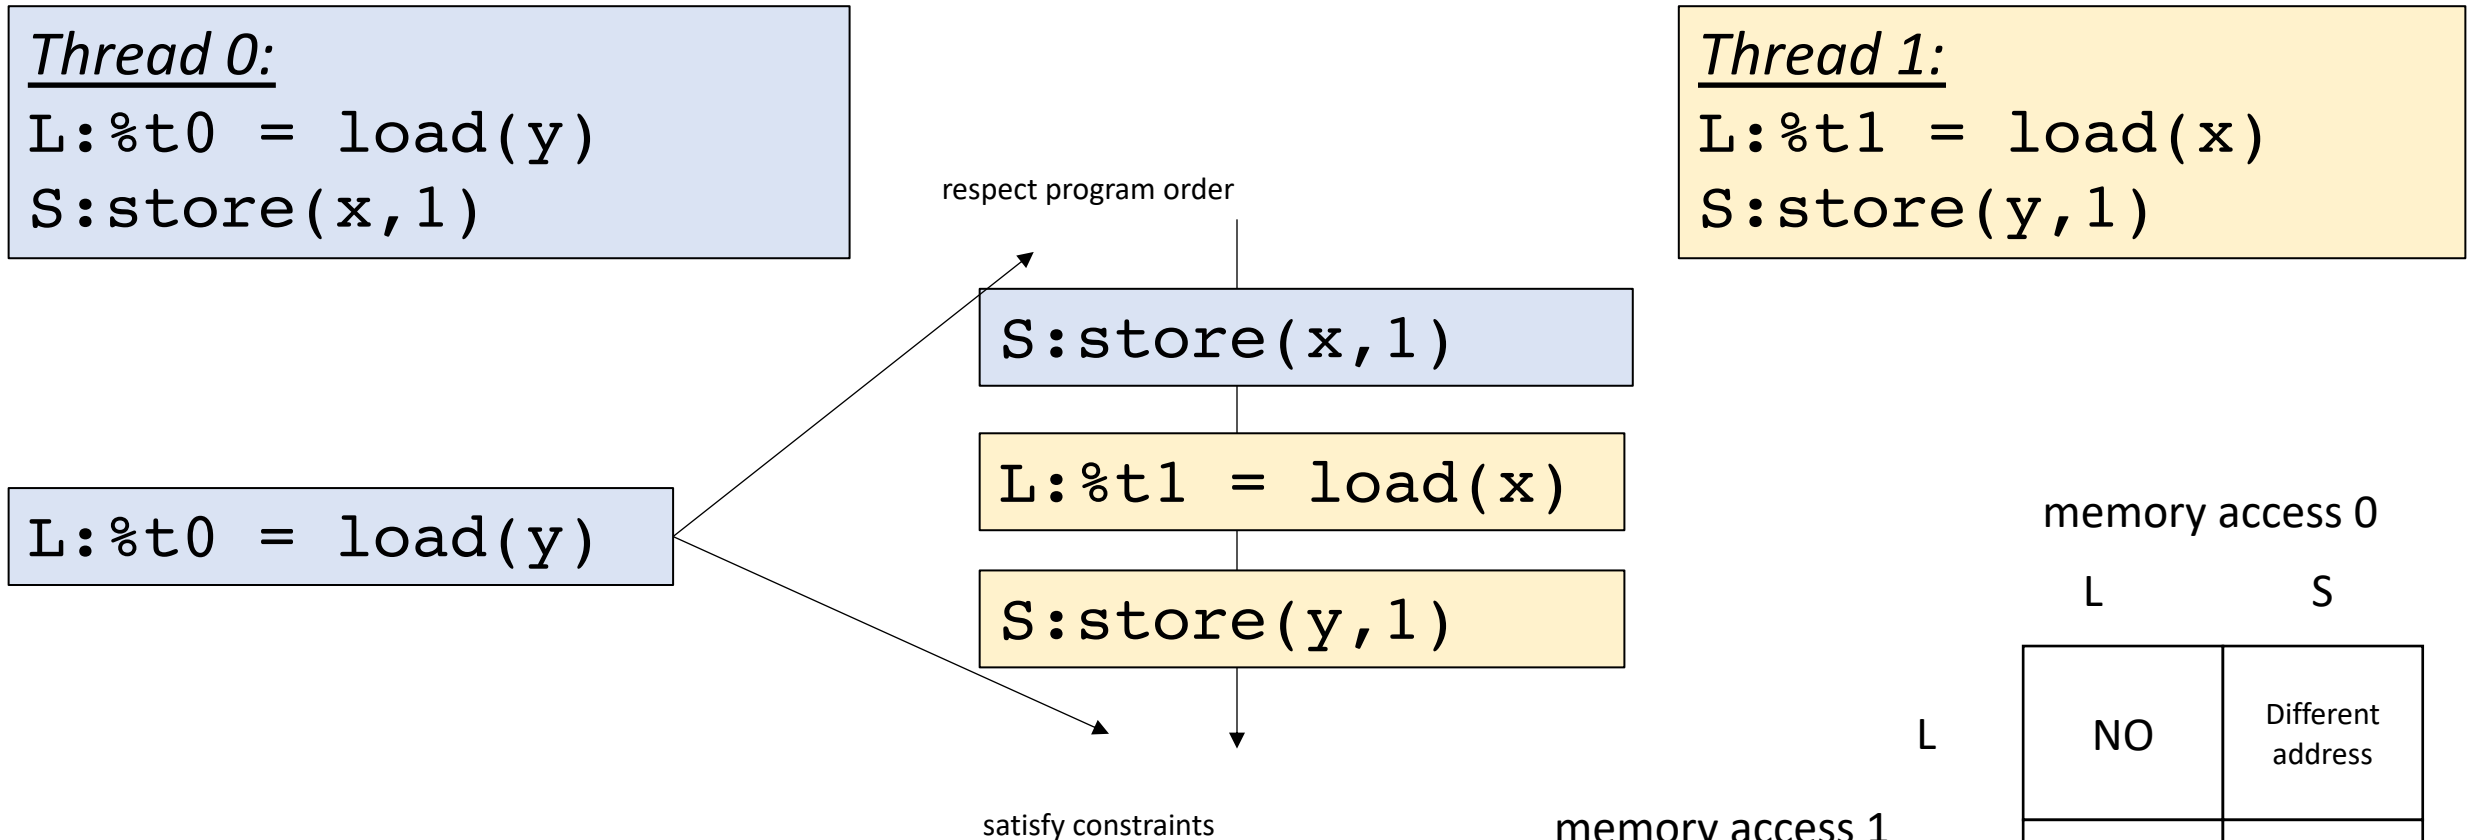 Thread 0:
L:%t0 = load(y)
S:store(x,1)
Thread 1:
L:%t1 = load(x)
S:store(y,1)
respect program order
S:store(x,1)
L:%t1 = load(x)
L:%t0 = load(y)
S:store(y,1)
satisfy constraints
memory access 0
L S
L NO Different
address
memory access 1